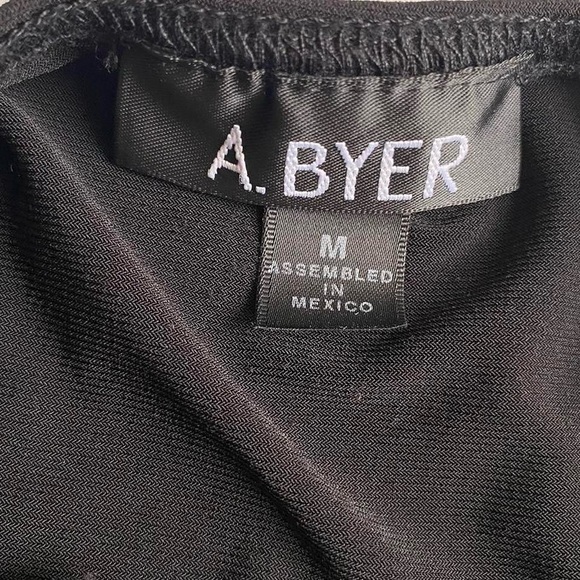 A. BYER
M
ASSEMBLED
IN
MEXICO